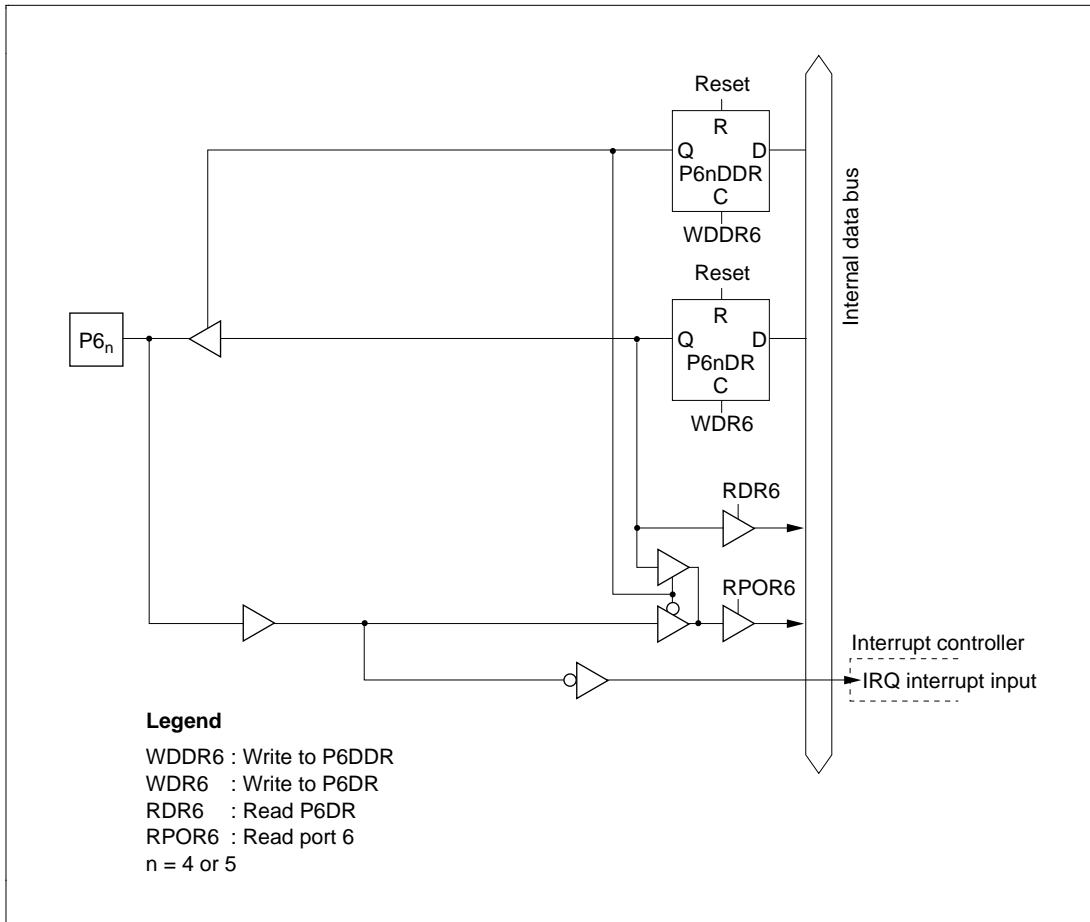 Reset
R
Q D
P6nDDR
C
WDDR6
Internal data bus
Reset
R
P6n
Q D
P6nDR
C
WDR6
RDR6
RPOR6
Interrupt controller
IRQ interrupt input
Legend
WDDR6 : Write to P6DDR
WDR6 : Write to P6DR
RDR6 : Read P6DR
RPOR6 : Read port 6
n = 4 or 5